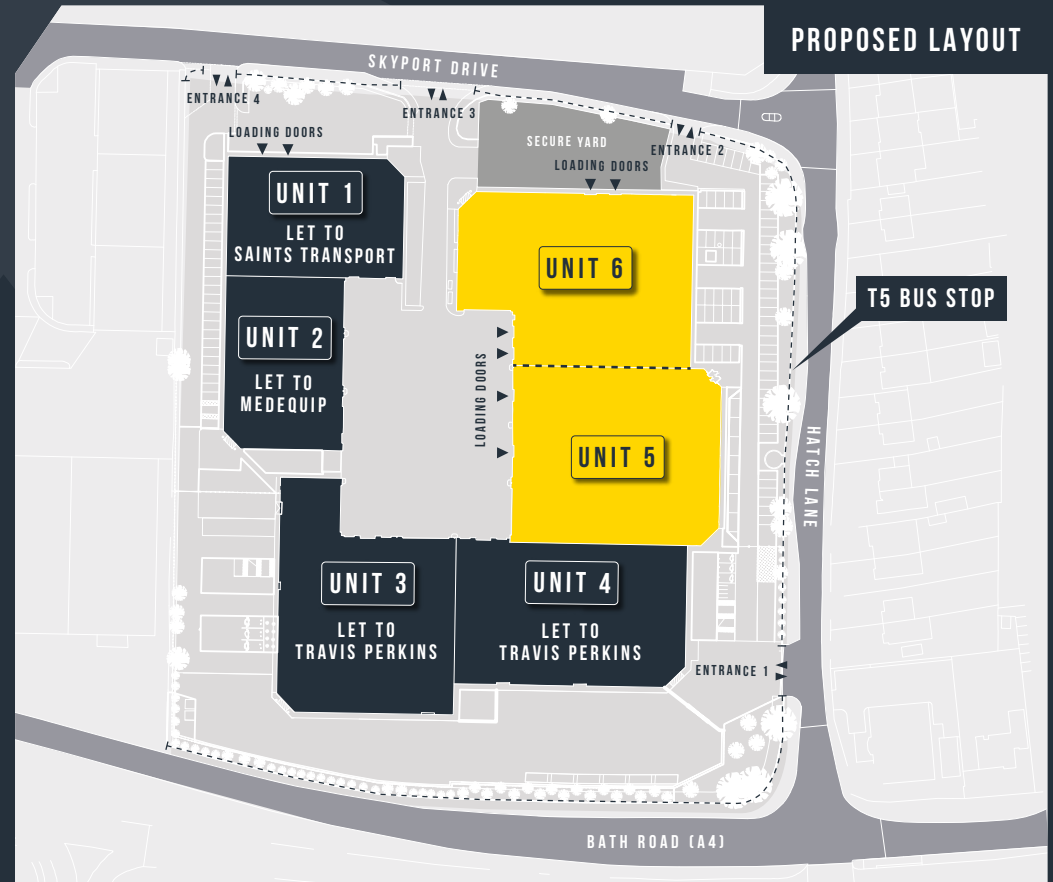 PROPOSED LAYOUT
SKYPORT DRIVE
ENTRANCE 4
ENTRANCE 3
LOADING DOORS
SECURE YARD
ENTRANCE 2
LOADING DOORS
UNIT 1
LET TO
SAINTS TRANSPORT
UNIT 6
T5 BUS STOP
UNIT 2
LET TO
MEDEQUIP
LOADING DOORS
UNIT 5
HATCH LANE
UNIT 3
LET TO
TRAVIS PERKINS
UNIT 4
LET TO
TRAVIS PERKINS
ENTRANCE 1
BATH ROAD (A4)